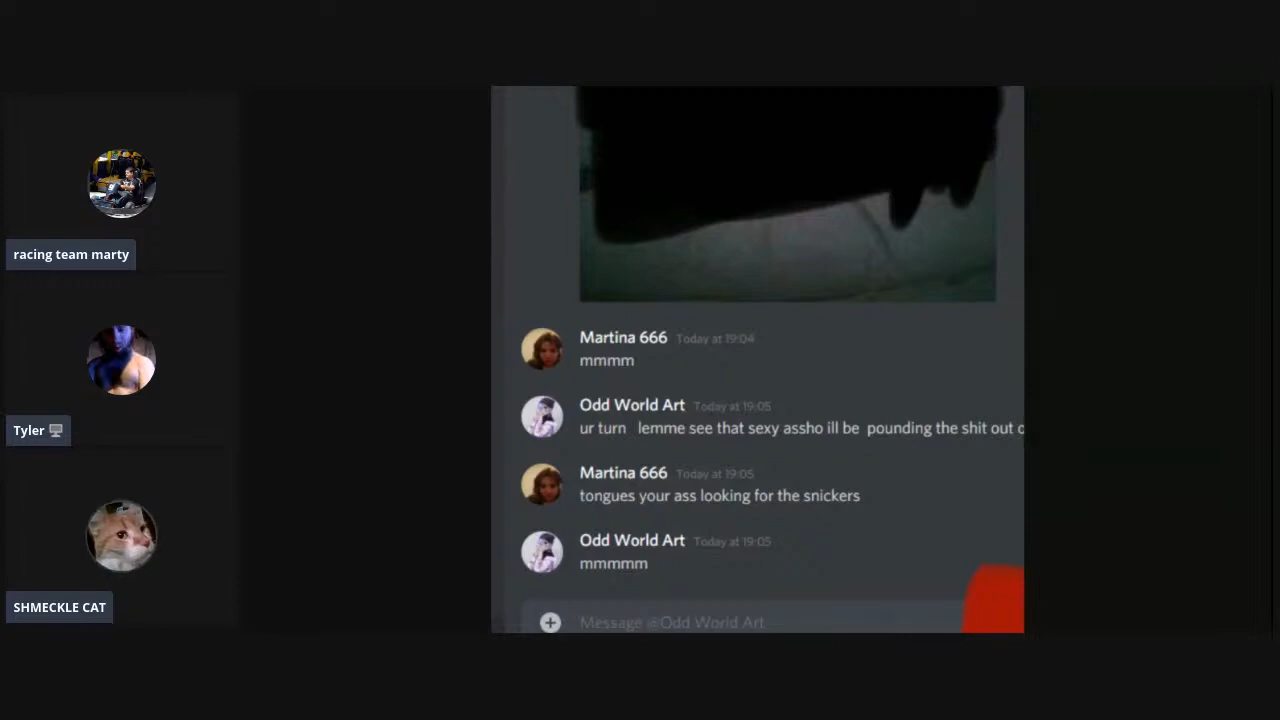 racing team marty
Tyler
SHMECKLE CAT
Martina 666 Today at 19:04
mmmm
Odd World Art Today at 19:05
ur turn lemme see that sexy assho ill be pounding the shit out
Martina 666 Today at 19:05
tongues your ass looking for the snickers
Odd World Art Today at 19:05
mmmmm
Message @Odd World Art